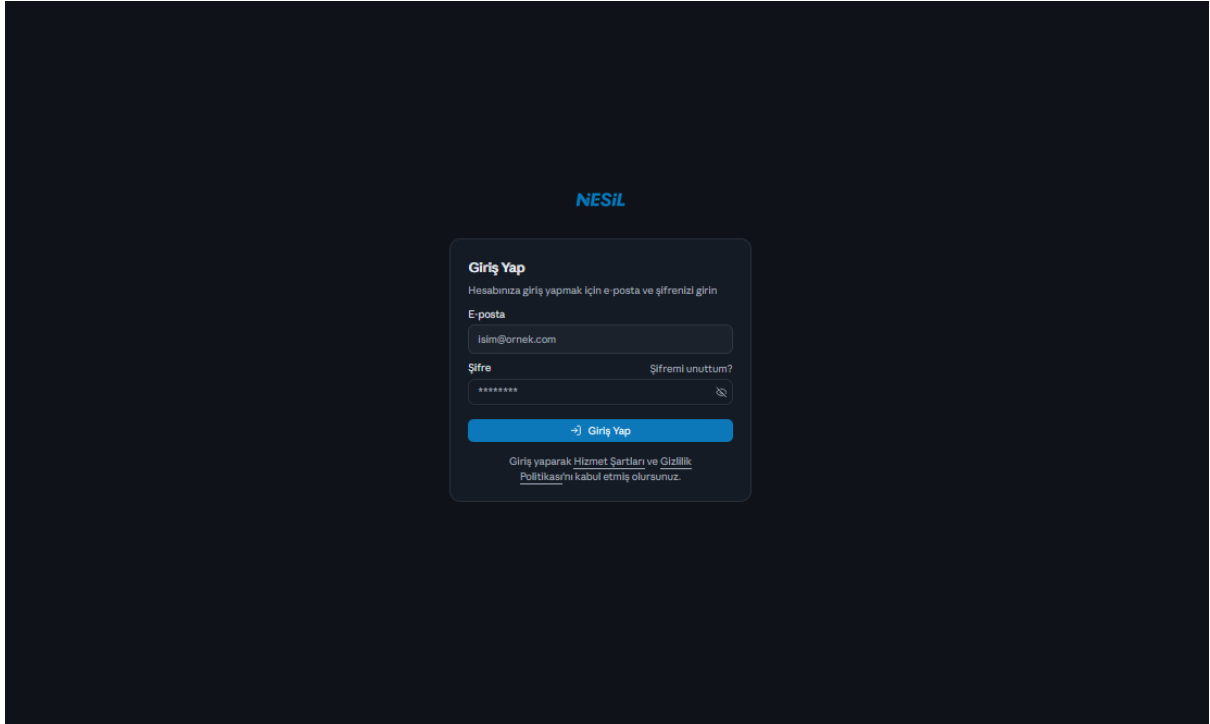 NESiL
Giriş Yap
Hesabınıza giriş yapmak için e-posta ve şifrenizi girin
E-posta
isim@ornek.com
Şifre
Şifremi unuttum?
********
Giriş Yap
Giriş yaparak Hizmet Şartları ve Gizlilik
Politikası'nı kabul etmiş olursunuz.